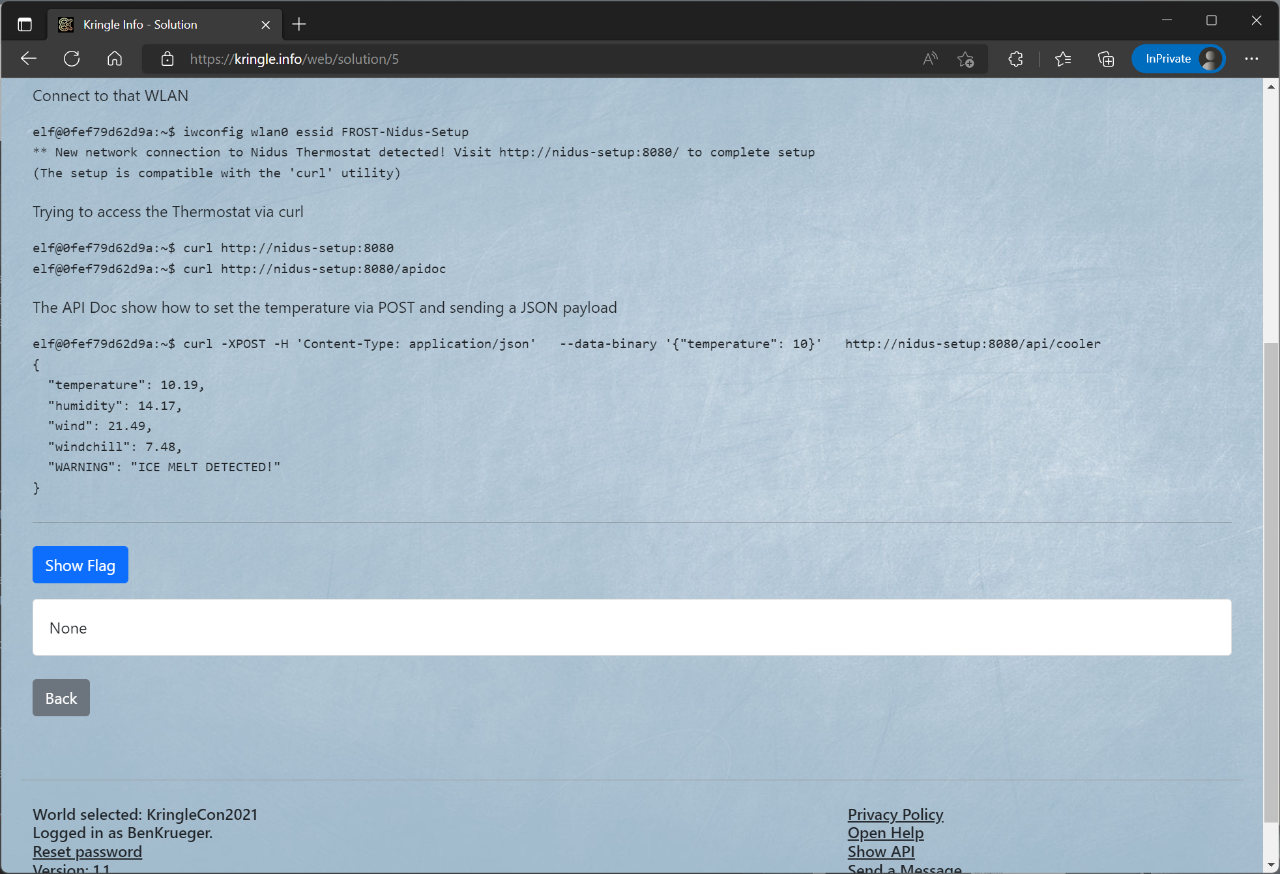 Kringle Info - Solution
https://kringle.info/web/solution/5
InPrivate
Connect to that WLAN
elf@0fef79d62d9a:~$ iwconfig wlan0 essid FROST-Nidus-Setup
** New network connection to Nidus Thermostat detected! Visit http://nidus-setup:8080/ to complete setup
(The setup is compatible with the 'curl' utility)
Trying to access the Thermostat via curl
elf@0fef79d62d9a:~$ curl http://nidus-setup:8080
elf@0fef79d62d9a:~$ curl http://nidus-setup:8080/apidoc
The API Doc show how to set the temperature via POST and sending a JSON payload
elf@0fef79d62d9a:~$ curl -XPOST -H 'Content-Type: application/json'   --data-binary '{"temperature": 10}'   http://nidus-setup:8080/api/cooler
{
  "temperature": 10.19,
  "humidity": 14.17,
  "wind": 21.49,
  "windchill": 7.48,
  "WARNING": "ICE MELT DETECTED!"
}
Show Flag
None
Back
World selected: KringleCon2021
Logged in as BenKrueger.
Reset password
Version: 1.1
Privacy Policy
Open Help
Show API
Send a Message